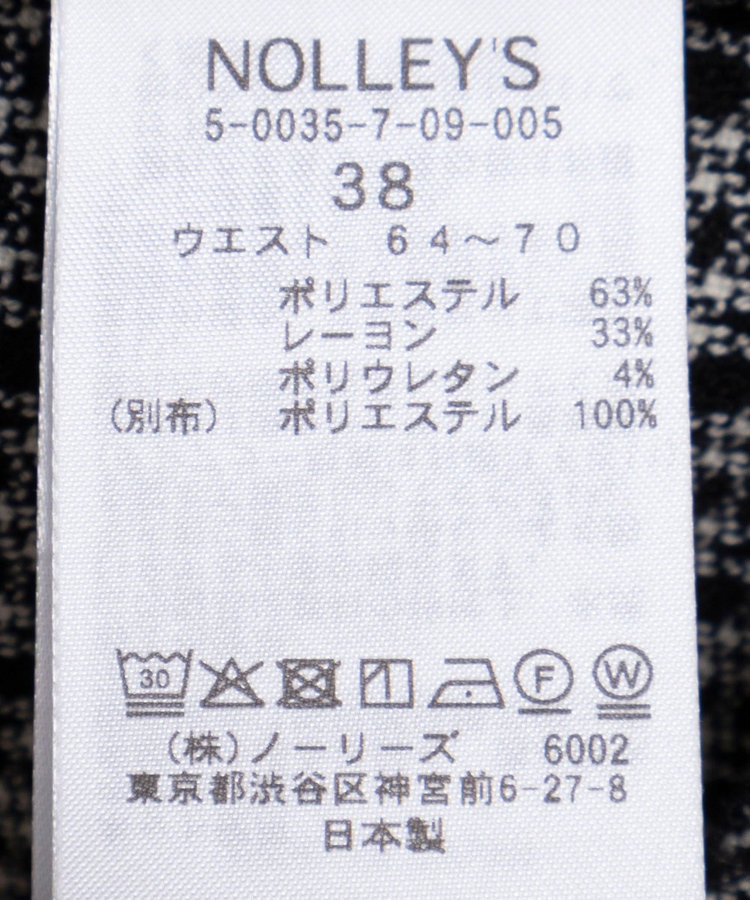 NOLLEY'S
5-0035-7-09-005
38
ウエスト 64～70
ポリエステル 63%
レーヨン 33%
ポリウレタン 4%
(別布) ポリエステル 100%
30 F W
(株)ノーリーズ 6002
東京都渋谷区神宮前6-27-8
日本製